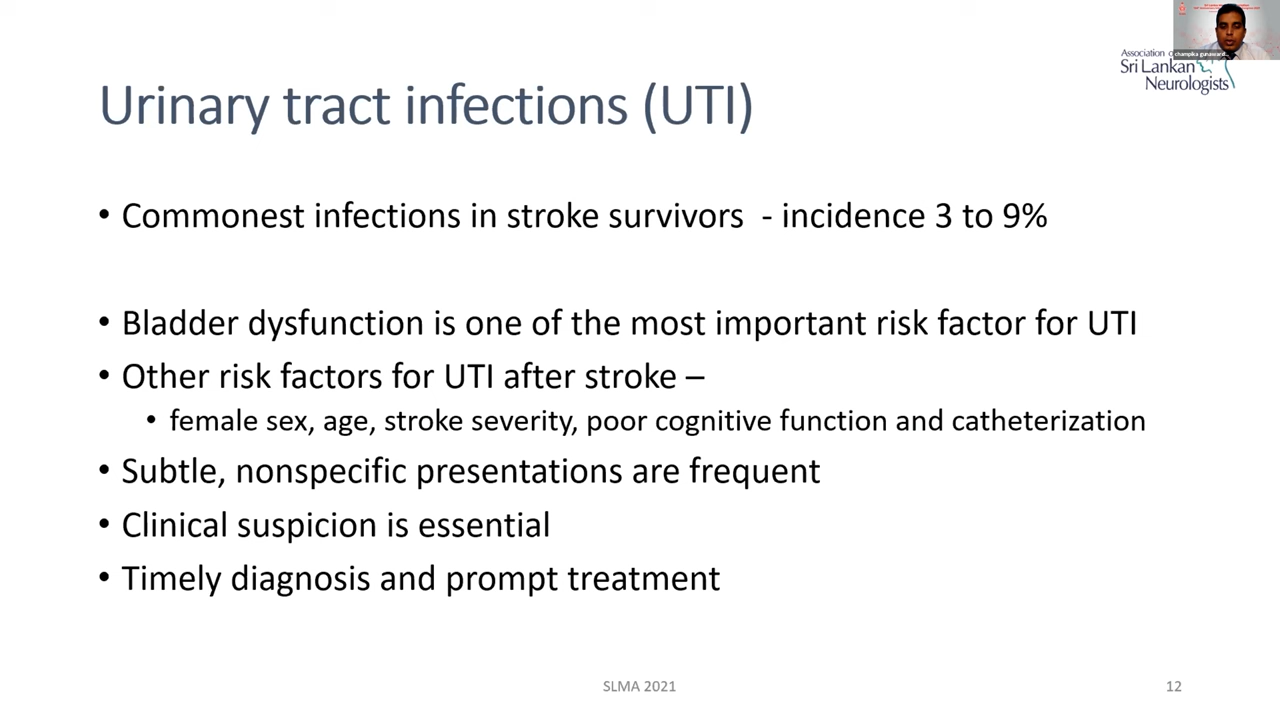 Association
Sri Lankan
Neurologists
Urinary tract infections (UTI)
• Commonest infections in stroke survivors - incidence 3 to 9%
• Bladder dysfunction is one of the most important risk factor for UTI
• Other risk factors for UTI after stroke –
• female sex, age, stroke severity, poor cognitive function and catheterization
• Subtle, nonspecific presentations are frequent
• Clinical suspicion is essential
• Timely diagnosis and prompt treatment
SLMA 2021
12